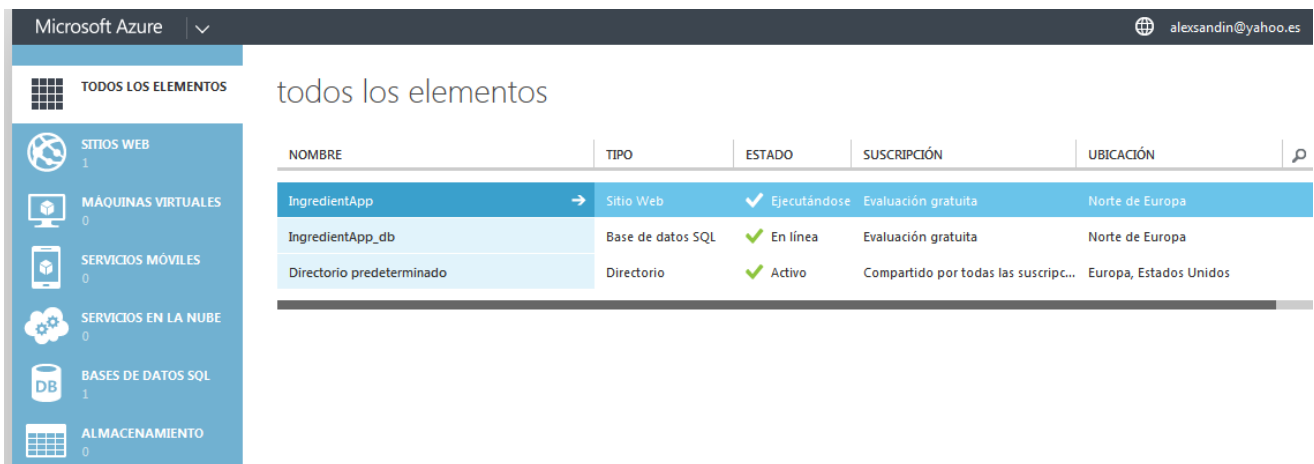 Microsoft Azure alexsandin@yahoo.es
TODOS LOS ELEMENTOS
SITIOS WEB
1
MÁQUINAS VIRTUALES
0
SERVICIOS MÓVILES
0
SERVICIOS EN LA NUBE
0
BASES DE DATOS SQL
1
ALMACENAMIENTO
0
todos los elementos
NOMBRE TIPO ESTADO SUSCRIPCIÓN UBICACIÓN
IngredientApp Sitio Web Ejecutándose Evaluación gratuita Norte de Europa
IngredientApp_db Base de datos SQL En línea Evaluación gratuita Norte de Europa
Directorio predeterminado Directorio Activo Compartido por todas las suscripc... Europa, Estados Unidos
DB